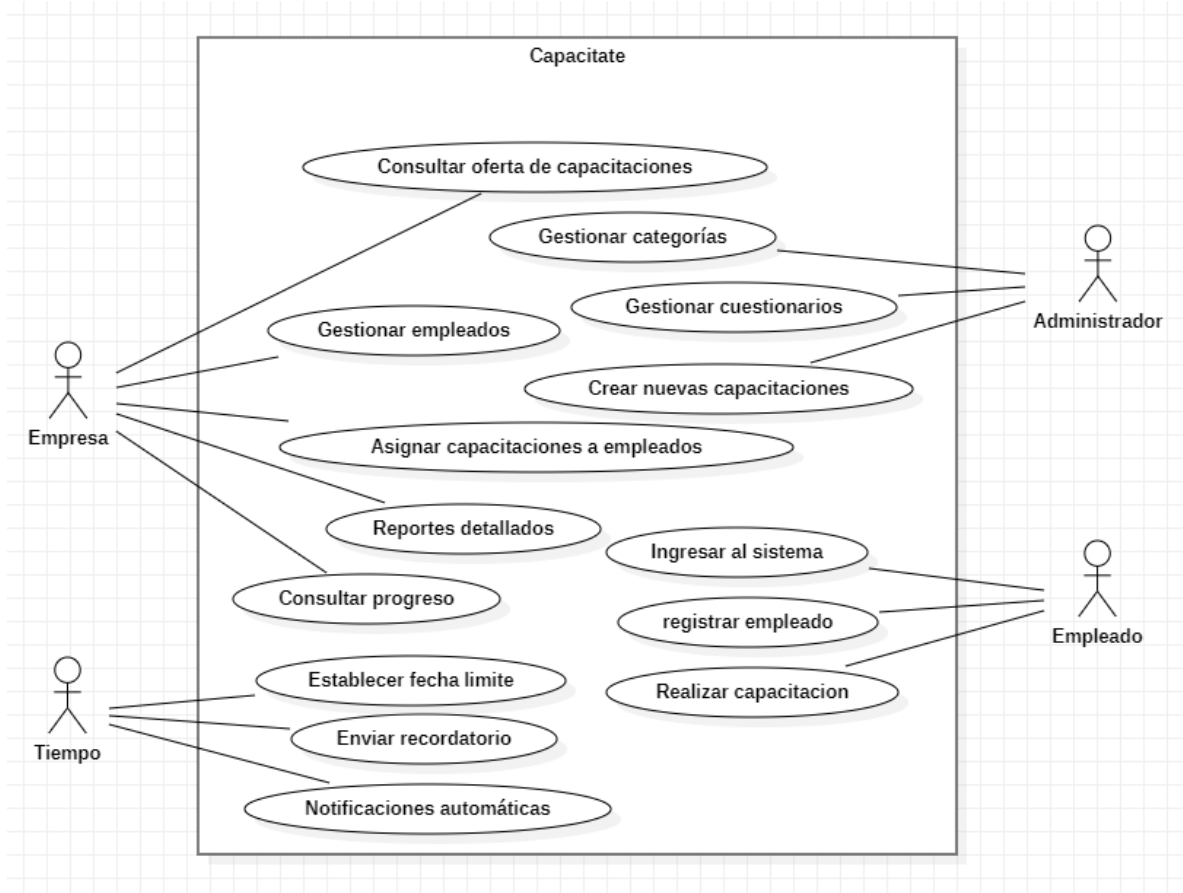 Capacitate
Consultar oferta de capacitaciones
Gestionar categorías
Gestionar cuestionarios
Administrador
Gestionar empleados
Crear nuevas capacitaciones
Empresa
Asignar capacitaciones a empleados
Reportes detallados
Ingresar al sistema
Consultar progreso
registrar empleado
Empleado
Establecer fecha limite
Realizar capacitacion
Enviar recordatorio
Tiempo
Notificaciones automáticas